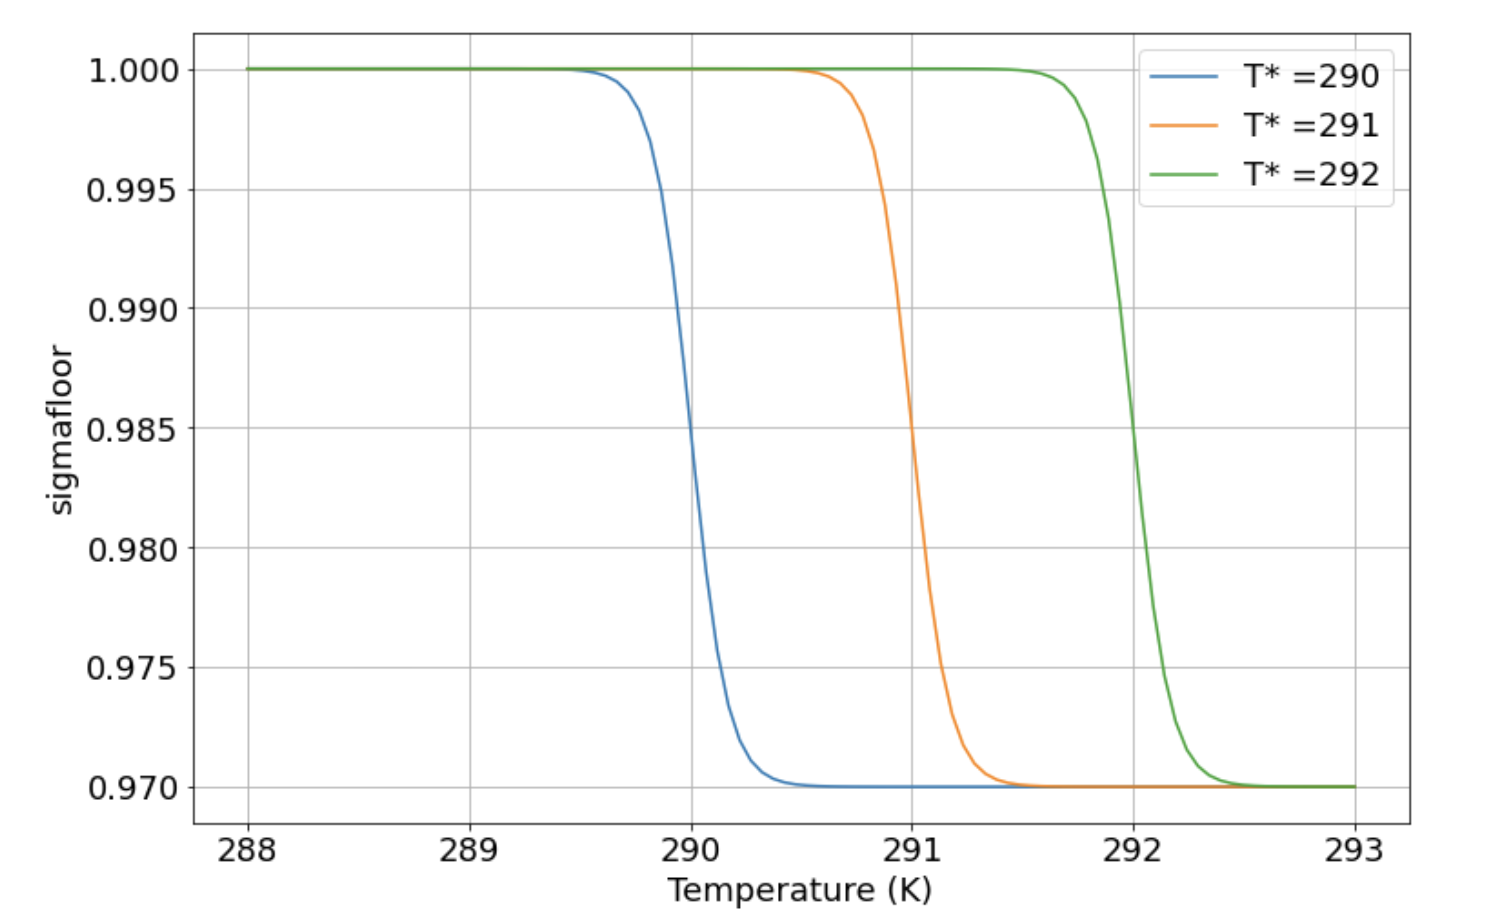 1.000
0.995
0.990
0.985
0.980
0.975
0.970
sigmafloor
T* =290
T* =291
T* =292
288 289 290 291 292 293
Temperature (K)